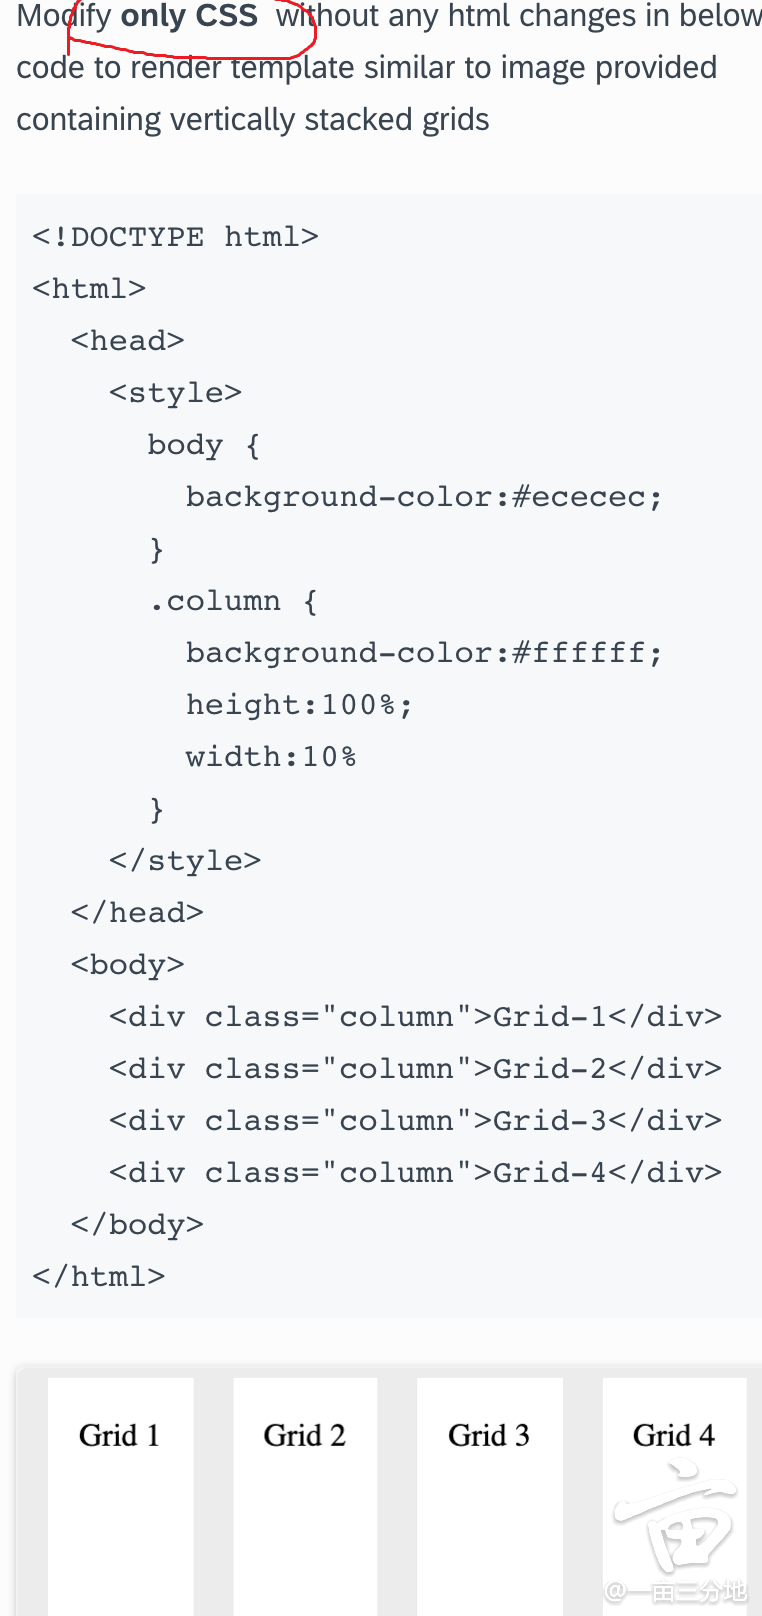 Modify only CSS without any html changes in below
code to render template similar to image provided
containing vertically stacked grids
<!DOCTYPE html>
<html>
<head>
<style>
body {
background-color:#ececec;
}
.column {
background-color:#ffffff;
height:100%;
width:10%
}
</style>
</head>
<body>
<div class="column">Grid-1</div>
<div class="column">Grid-2</div>
<div class="column">Grid-3</div>
<div class="column">Grid-4</div>
</body>
</html>
Grid 1 Grid 2 Grid 3 Grid 4
亩
@一亩三分地